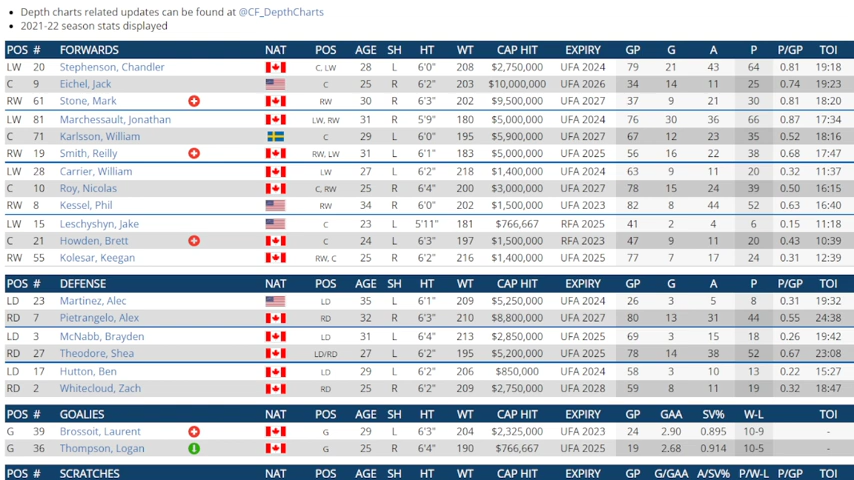 Depth charts related updates can be found at @CF_DepthCharts
2021-22 season stats displayed
POS # FORWARDS NAT POS AGE SH HT WT CAP HIT EXPIRY GP G A P P/GP TOI
LW 20 Stephenson, Chandler C, LW 28 L 6'0" 208 $2,750,000 UFA 2024 79 21 43 64 0.81 19:18
C 9 Eichel, Jack C 25 R 6'2" 203 $10,000,000 UFA 2026 34 14 11 25 0.74 19:23
RW 61 Stone, Mark RW 30 R 6'3" 202 $9,500,000 UFA 2027 37 9 21 30 0.81 18:20
LW 81 Marchessault, Jonathan LW, RW 31 R 5'9" 180 $5,000,000 UFA 2024 76 30 36 66 0.87 17:34
C 71 Karlsson, William C 29 L 6'0" 195 $5,900,000 UFA 2027 67 12 23 35 0.52 18:16
RW 19 Smith, Reilly RW, LW 31 L 6'1" 183 $5,000,000 UFA 2025 56 16 22 38 0.68 17:47
LW 28 Carrier, William LW 27 L 6'2" 218 $1,400,000 UFA 2024 63 9 11 20 0.32 11:37
C 10 Roy, Nicolas C, RW 25 R 6'4" 200 $3,000,000 UFA 2027 78 15 24 39 0.50 16:15
RW 8 Kessel, Phil RW 34 R 6'0" 202 $1,500,000 UFA 2023 82 8 44 52 0.63 16:40
LW 15 Leschyshyn, Jake C 23 L 5'11" 181 $766,667 RFA 2025 41 2 4 6 0.15 11:18
C 21 Howden, Brett C 24 L 6'3" 197 $1,500,000 RFA 2023 47 9 11 20 0.43 10:39
RW 55 Kolesar, Keegan RW, C 25 R 6'2" 216 $1,400,000 UFA 2025 77 7 17 24 0.31 12:39
POS # DEFENSE NAT POS AGE SH HT WT CAP HIT EXPIRY GP G A P P/GP TOI
LD 23 Martinez, Alec LD 35 L 6'1" 209 $5,250,000 UFA 2024 26 3 5 8 0.31 19:32
RD 7 Pietrangelo, Alex RD 32 R 6'3" 210 $8,800,000 UFA 2027 80 13 31 44 0.55 24:38
LD 3 McNabb, Brayden LD 31 L 6'4" 213 $2,850,000 UFA 2025 69 3 15 18 0.26 19:42
RD 27 Theodore, Shea LD/RD 27 L 6'2" 195 $5,200,000 UFA 2025 78 14 38 52 0.67 23:08
LD 17 Hutton, Ben LD 29 L 6'2" 206 $850,000 UFA 2024 58 3 10 13 0.22 15:27
RD 2 Whitecloud, Zach RD 25 R 6'2" 209 $2,750,000 UFA 2028 59 8 11 19 0.32 18:47
POS # GOALIES NAT POS AGE SH HT WT CAP HIT EXPIRY GP GAA SV% W-L TOI
G 39 Brossoit, Laurent G 29 L 6'3" 204 $2,325,000 UFA 2023 24 2.90 0.895 10-9 -
G 36 Thompson, Logan G 25 R 6'4" 190 $766,667 UFA 2025 19 2.68 0.914 10-5 -
POS # SCRATCHES NAT POS AGE SH HT WT CAP HIT EXPIRY GP G/GAA A/SV% P/W-L P/GP TOI